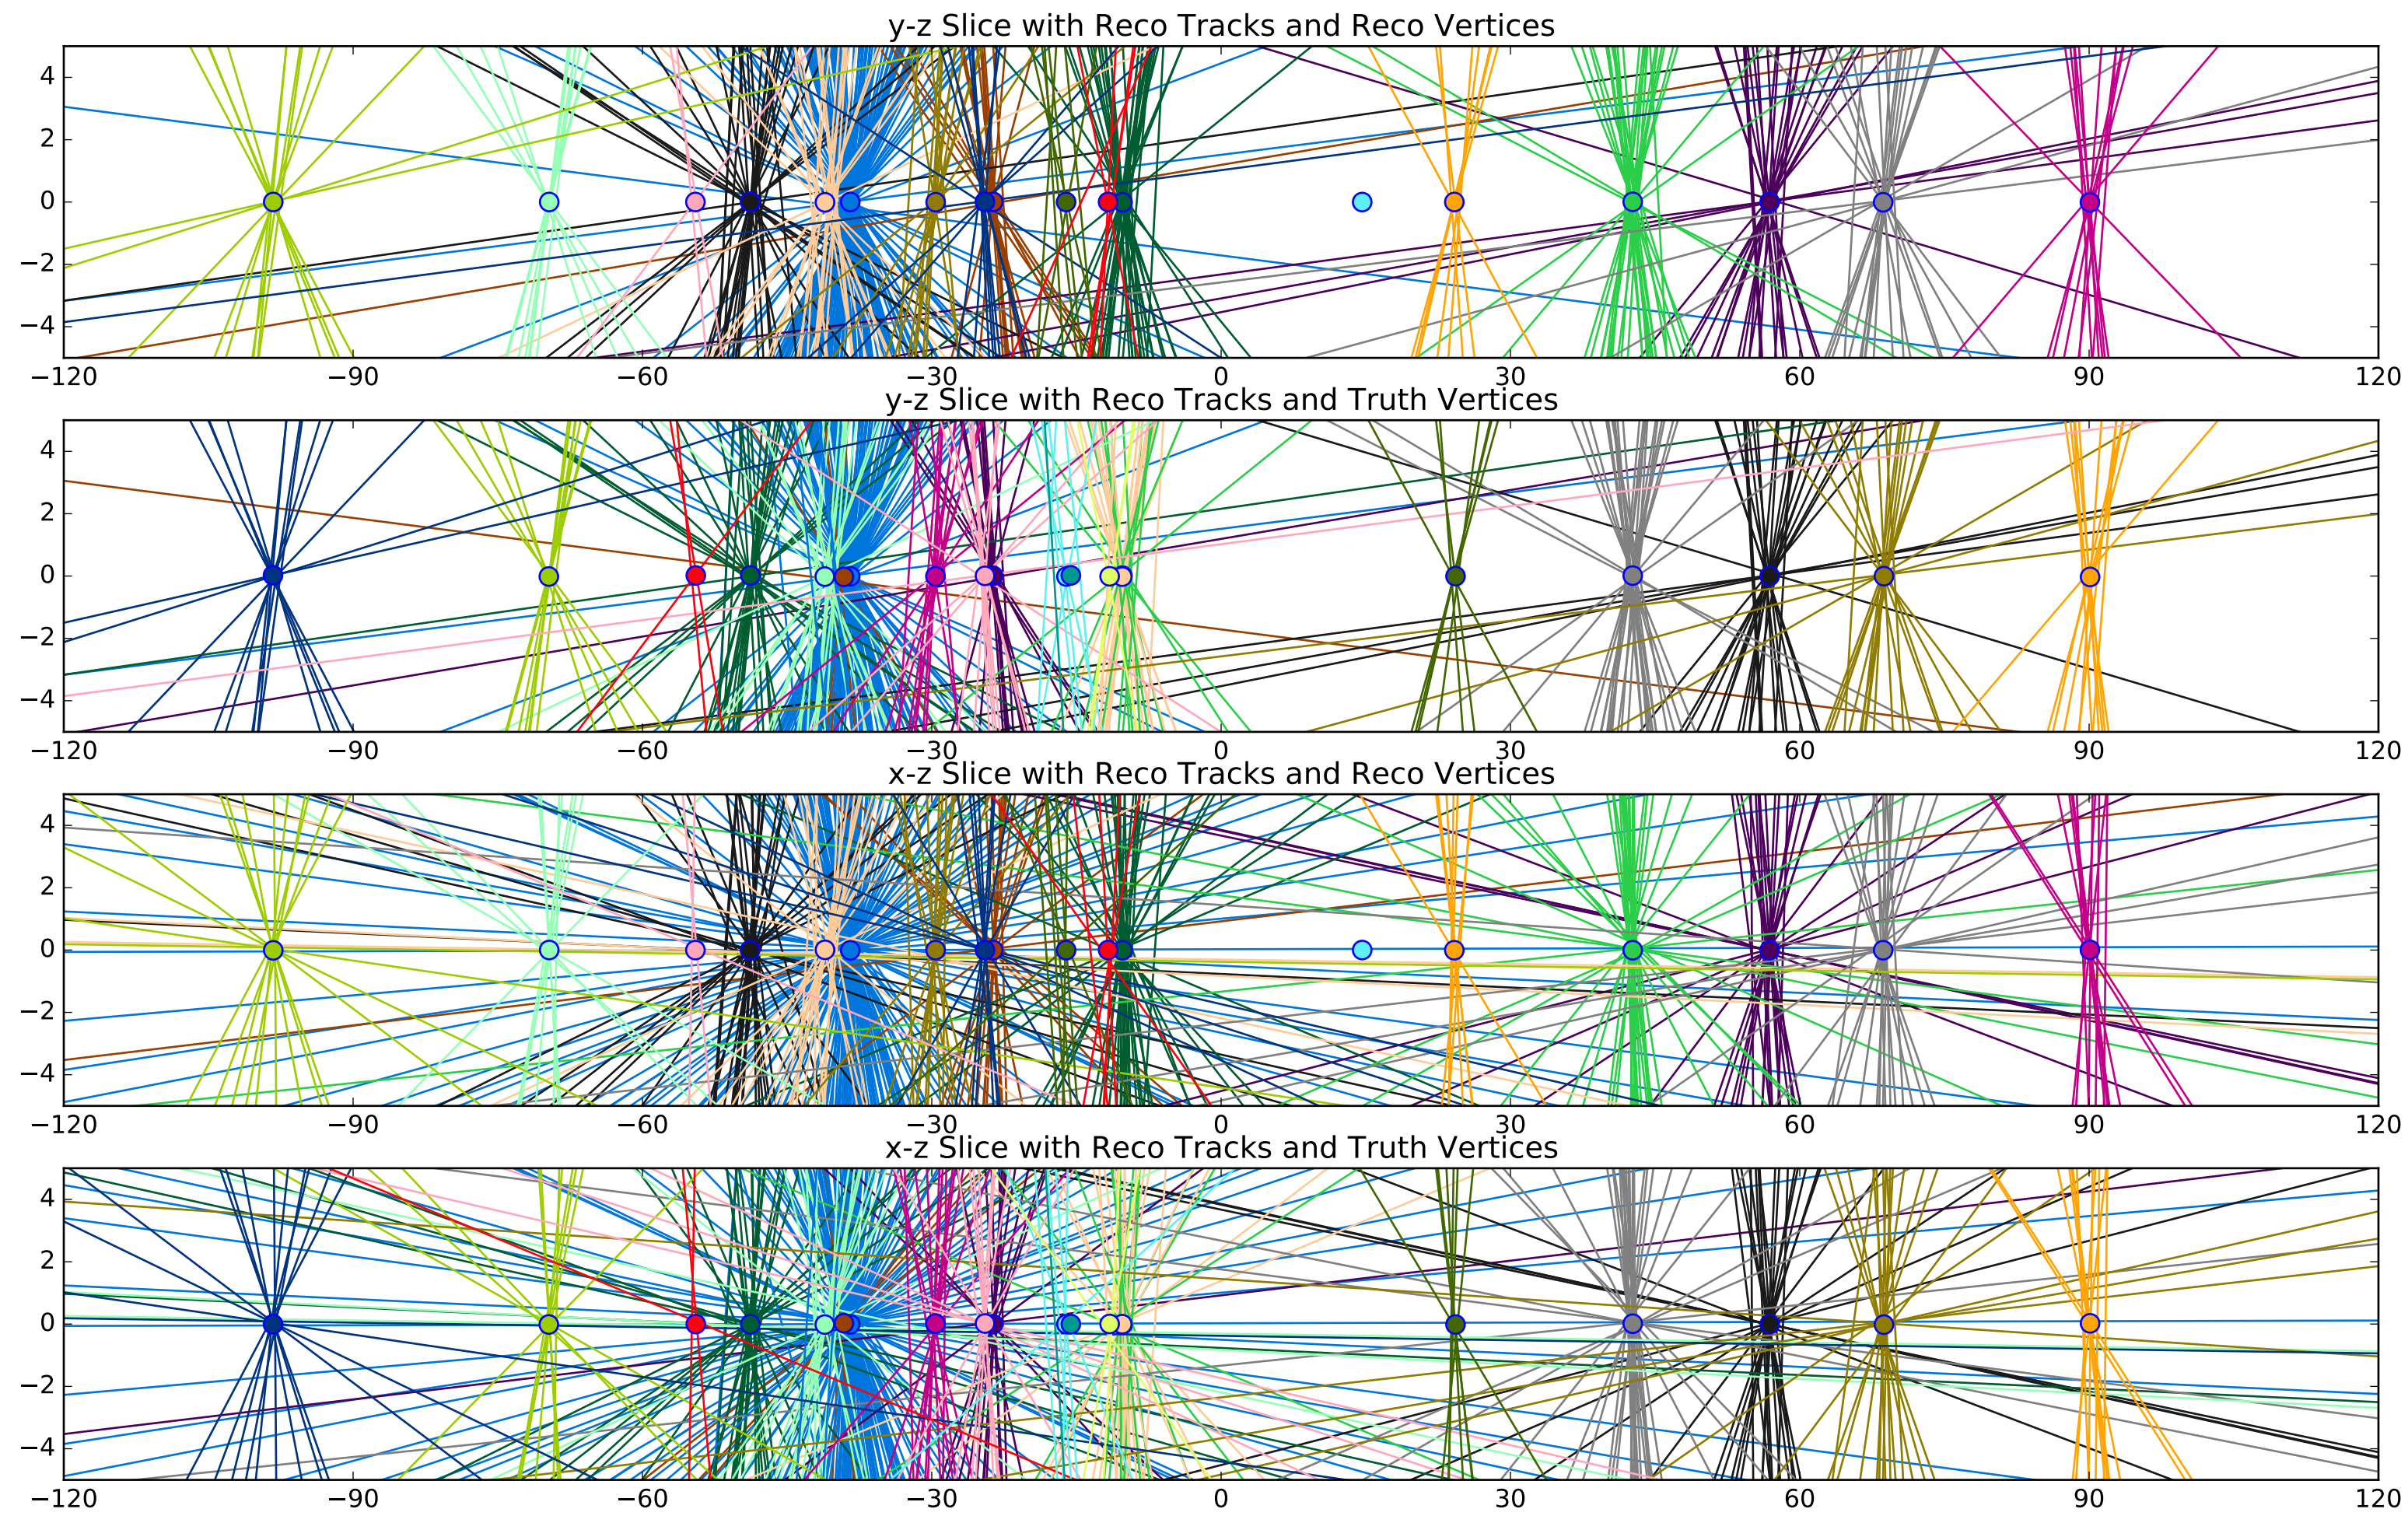 y-z Slice with Reco Tracks and Reco Vertices
4
2
0
−2
−4
−120 −90 −60 −30 0 30 60 90 120
y-z Slice with Reco Tracks and Truth Vertices
4
2
0
−2
−4
−120 −90 −60 −30 0 30 60 90 120
x-z Slice with Reco Tracks and Reco Vertices
4
2
0
−2
−4
−120 −90 −60 −30 0 30 60 90 120
x-z Slice with Reco Tracks and Truth Vertices
4
2
0
−2
−4
−120 −90 −60 −30 0 30 60 90 120